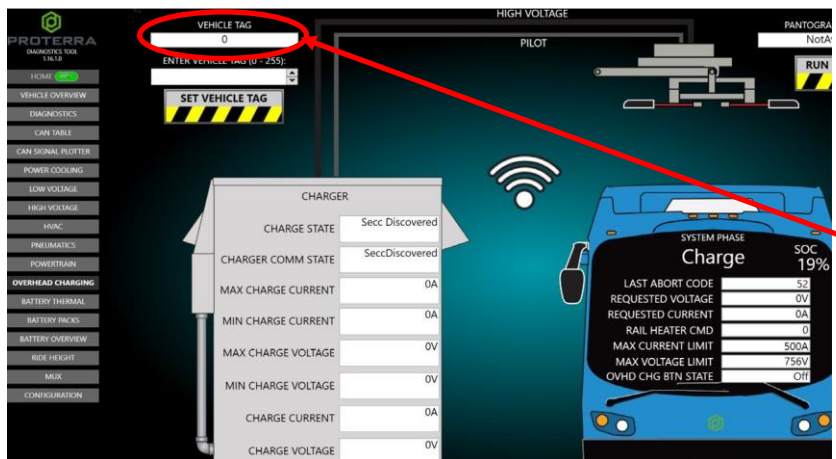 HIGH VOLTAGE
PILOT
PROTERRA
DIAGNOSTICS TOOL
1.16.1.0
HOME
VEHICLE OVERVIEW
DIAGNOSTICS
CAN TABLE
CAN SIGNAL PLOTTER
POWER COOLING
LOW VOLTAGE
HIGH VOLTAGE
HVAC
PNEUMATICS
POWERTRAIN
OVERHEAD CHARGING
BATTERY THERMAL
BATTERY PACKS
BATTERY OVERVIEW
RIDE HEIGHT
MUX
CONFIGURATION
VEHICLE TAG
0
ENTER VEHICLE TAG (0 - 255):
SET VEHICLE TAG
PANTOGRA
NotA
RUN
CHARGER
CHARGE STATE Secc Discovered
CHARGER COMM STATE SeccDiscovered
MAX CHARGE CURRENT 0A
MIN CHARGE CURRENT 0A
MAX CHARGE VOLTAGE 0V
MIN CHARGE VOLTAGE 0V
CHARGE CURRENT 0A
CHARGE VOLTAGE 0V
SYSTEM PHASE
Charge
SOC
19%
LAST ABORT CODE 52
REQUESTED VOLTAGE 0V
REQUESTED CURRENT 0A
RAIL HEATER CMD 0
MAX CURRENT LIMIT 500A
MAX VOLTAGE LIMIT 756V
OVHD CHG BTN STATE Off